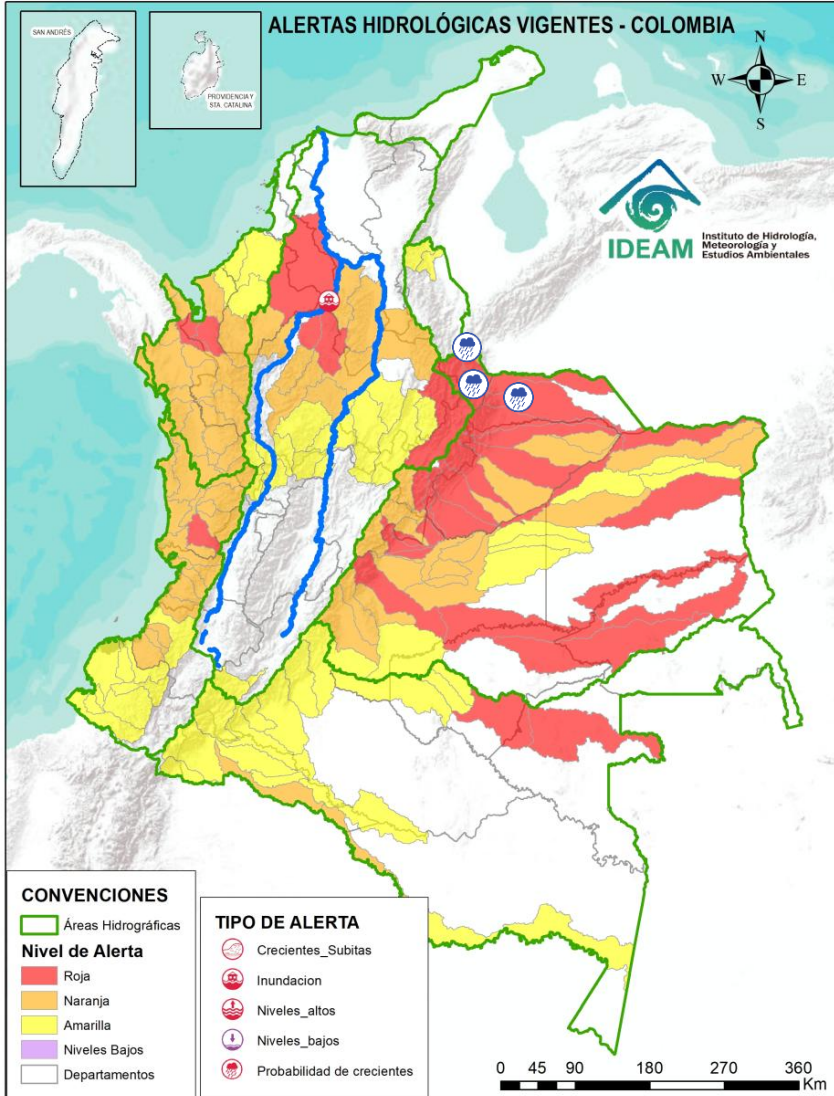 ALERTAS HIDROLÓGICAS VIGENTES - COLOMBIA
SAN ANDRÉS
PROVIDENCIA Y
STA. CATALINA
N
W
E
S
IDEAM
Instituto de Hidrología,
Meteorología y
Estudios Ambientales
CONVENCIONES
Áreas Hidrográficas
Nivel de Alerta
Roja
Naranja
Amarilla
Niveles Bajos
Departamentos
TIPO DE ALERTA
Crecientes_Subitas
Inundacion
Niveles_altos
Niveles_bajos
Probabilidad de crecientes
0 45 90 180 270 360
Km